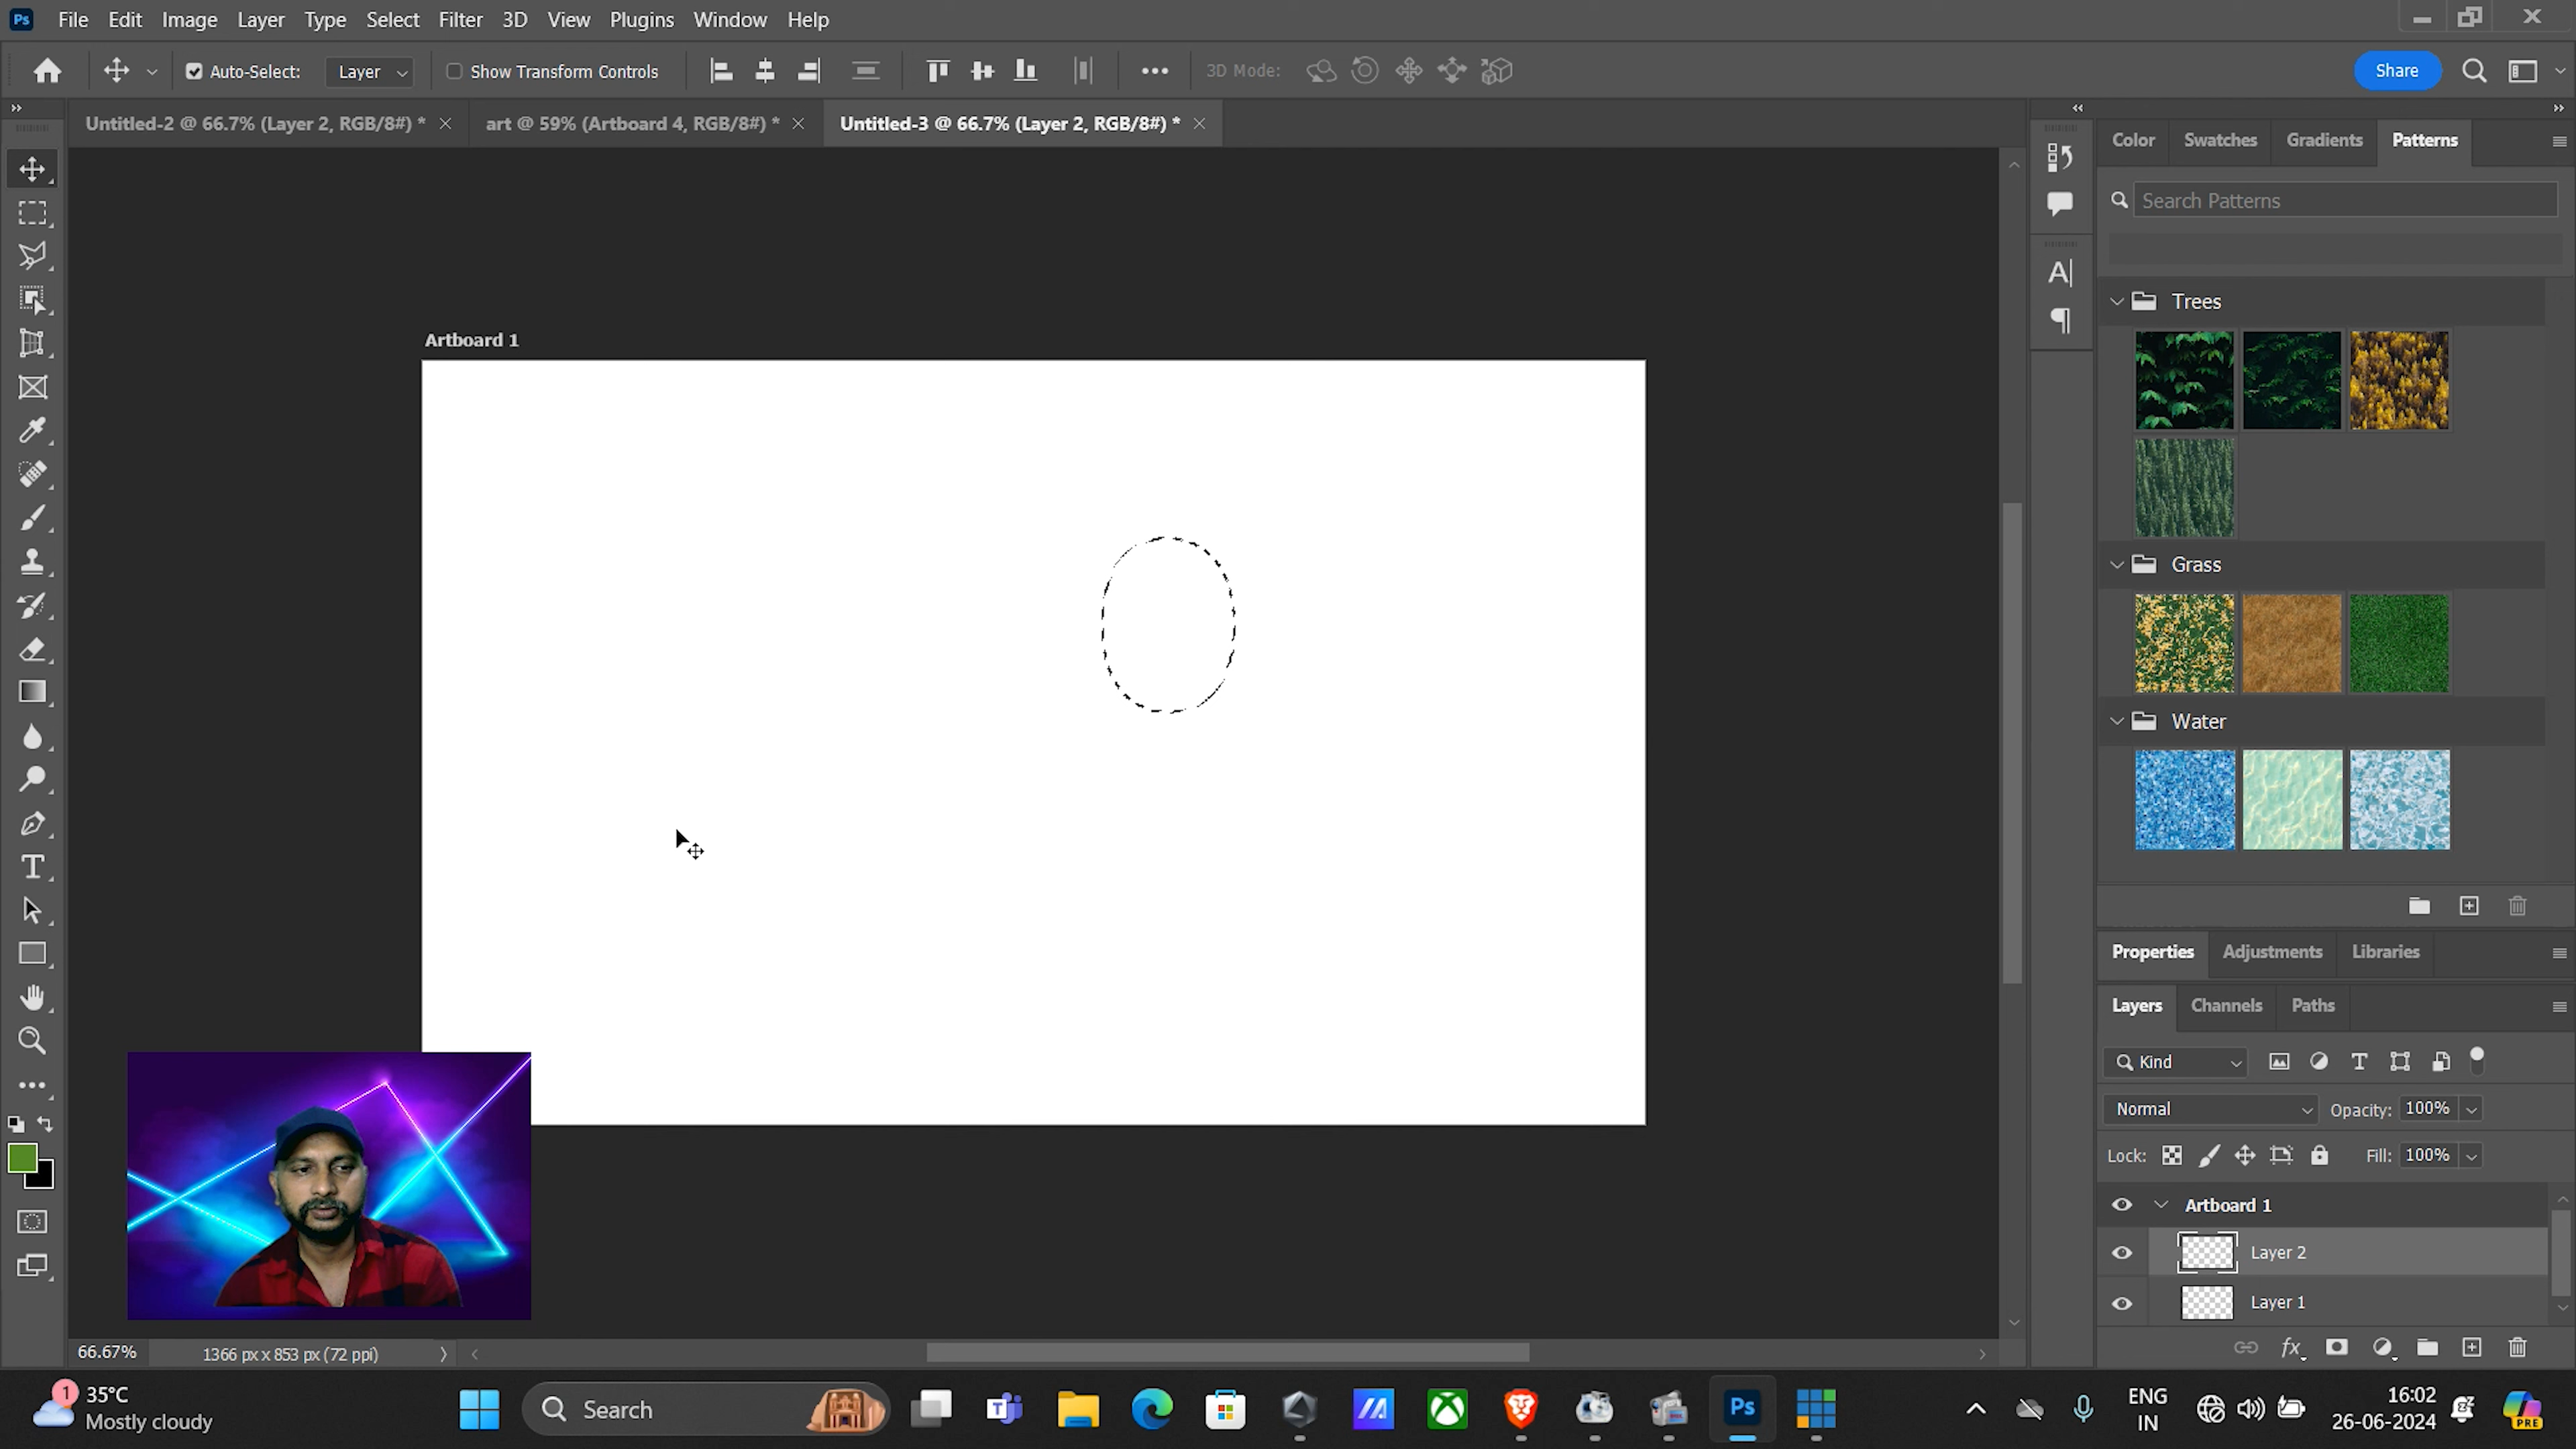 Ps File Edit Image Layer Type Select Filter 3D View Plugins Window Help
Auto-Select: Layer Show Transform Controls 3D Mode: Share
Untitled-2 @ 66.7% (Layer 2, RGB/8#) * art @ 59% (Artboard 4, RGB/8#) * Untitled-3 @ 66.7% (Layer 2, RGB/8#) *
Color Swatches Gradients Patterns
Search Patterns
Trees
Artboard 1
Grass
Water
Properties Adjustments Libraries
Layers Channels Paths
Kind
Normal Opacity: 100%
Lock: Fill: 100%
Artboard 1
Layer 2
Layer 1
66.67% 1366 px x 853 px (72 ppi)
1 35°C
Mostly cloudy
Search
Ps
ENG
IN
16:02
26-06-2024
PRE